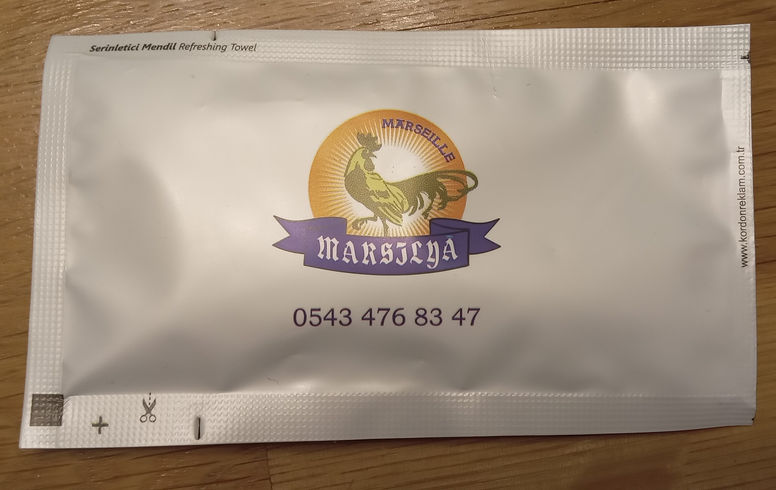 Serinletici Mendil Refreshing Towel
MARSEILLE
MARSILYA
0543 476 83 47
www.kordonreklam.com.tr